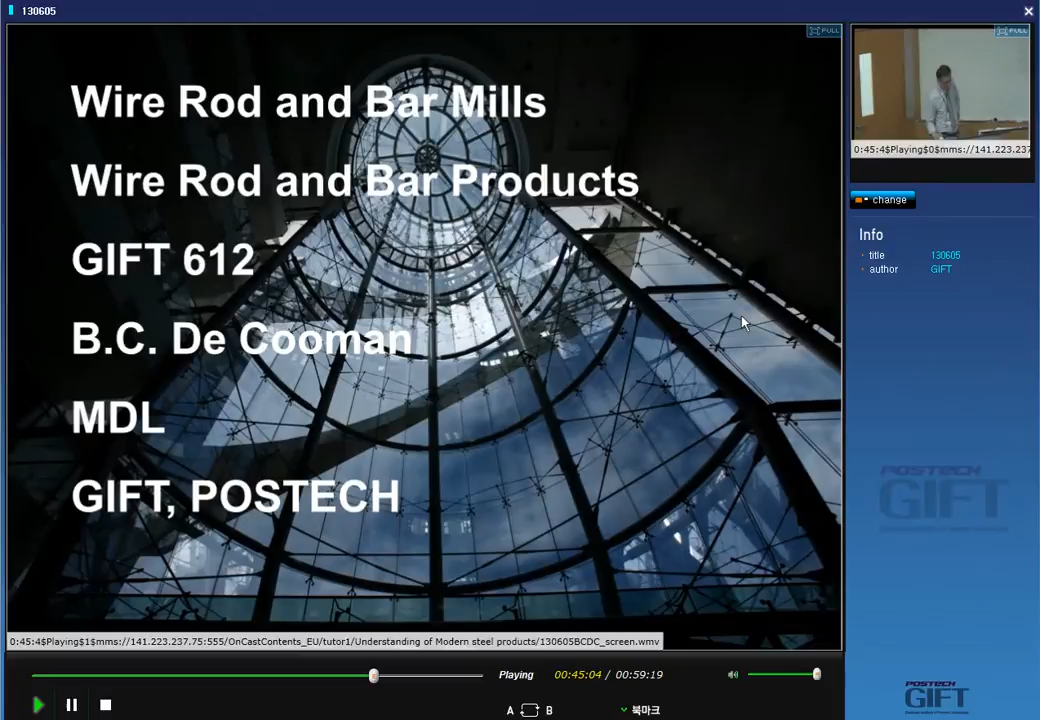 130605
FULL
FULL
Wire Rod and Bar Mills
Wire Rod and Bar Products
GIFT 612
B.C. De Cooman
MDL
GIFT, POSTECH
0:45:4$Playing$1$mms://141.223.237.75:555/OnCastContents_EU/tutor1/Understanding of Modern steel products/130605BCDC_screen.wmv
0:45:4$Playing$0$mms://141.223.237
change
Info
title 130605
author GIFT
POSTECH
GIFT
Playing 00:45:04 / 00:59:19
A B 북마크
POSTECH
GIFT